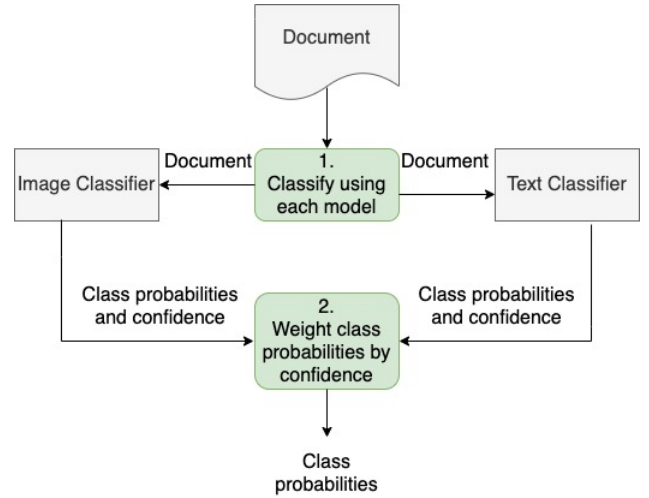 Document
Document
1.
Document
Image Classifier
Classify using
each model
Text Classifier
Class probabilities
and confidence
2.
Weight class
probabilities by
confidence
Class probabilities
and confidence
Class
probabilities